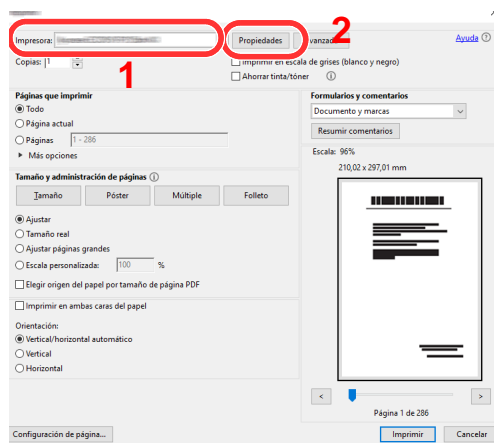 2
Impresora: Propiedades Avanzado Ayuda
1
Copias: 1 Imprimir en escala de grises (blanco y negro)
Ahorrar tinta/tóner
Páginas que imprimir
Todo
Página actual
Páginas 1 - 286
Más opciones
Formularios y comentarios
Documento y marcas
Resumir comentarios
Escala: 96%
210,02 x 297,01 mm
Tamaño y administración de páginas
Tamaño Póster Múltiple Folleto
Ajustar
Tamaño real
Ajustar páginas grandes
Escala personalizada: 100 %
Elegir origen del papel por tamaño de página PDF
Imprimir en ambas caras del papel
Orientación:
Vertical/horizontal automático
Vertical
Horizontal
< >
Página 1 de 286
Configuración de página... Imprimir Cancelar